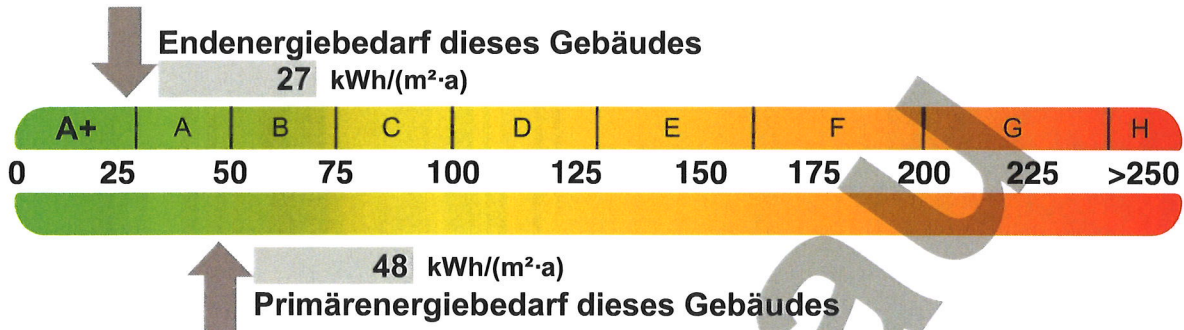 Endenergiebedarf dieses Gebäudes
27 kWh/(m²·a)
A+ A B C D E F G H
0 25 50 75 100 125 150 175 200 225 >250
48 kWh/(m²·a)
Primärenergiebedarf dieses Gebäudes